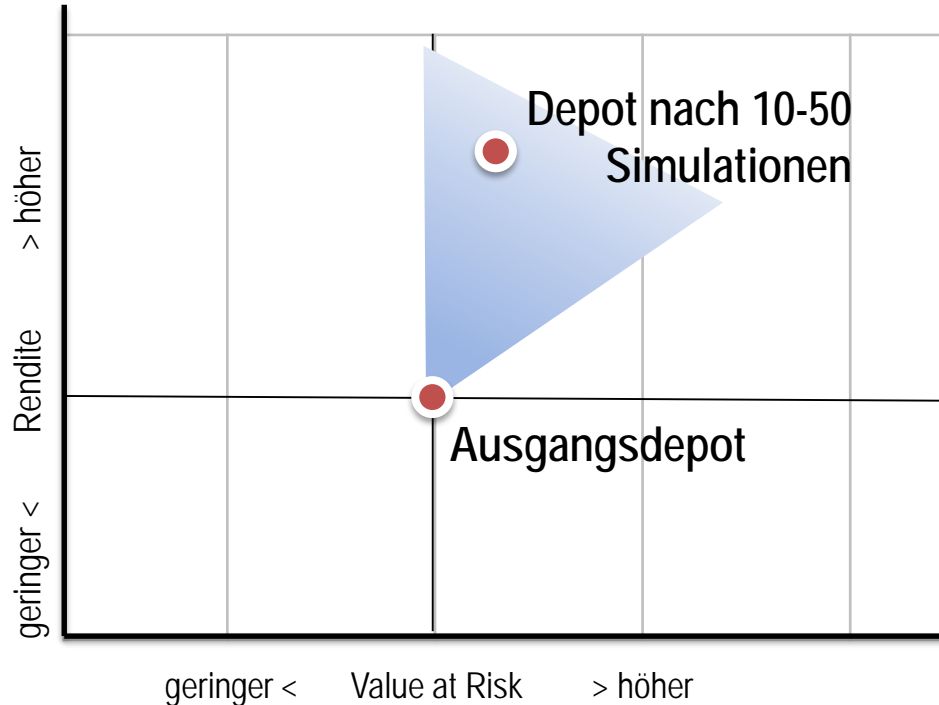 Depot nach 10-50
Simulationen
Ausgangsdepot
geringer < Rendite > höher
geringer < Value at Risk > höher